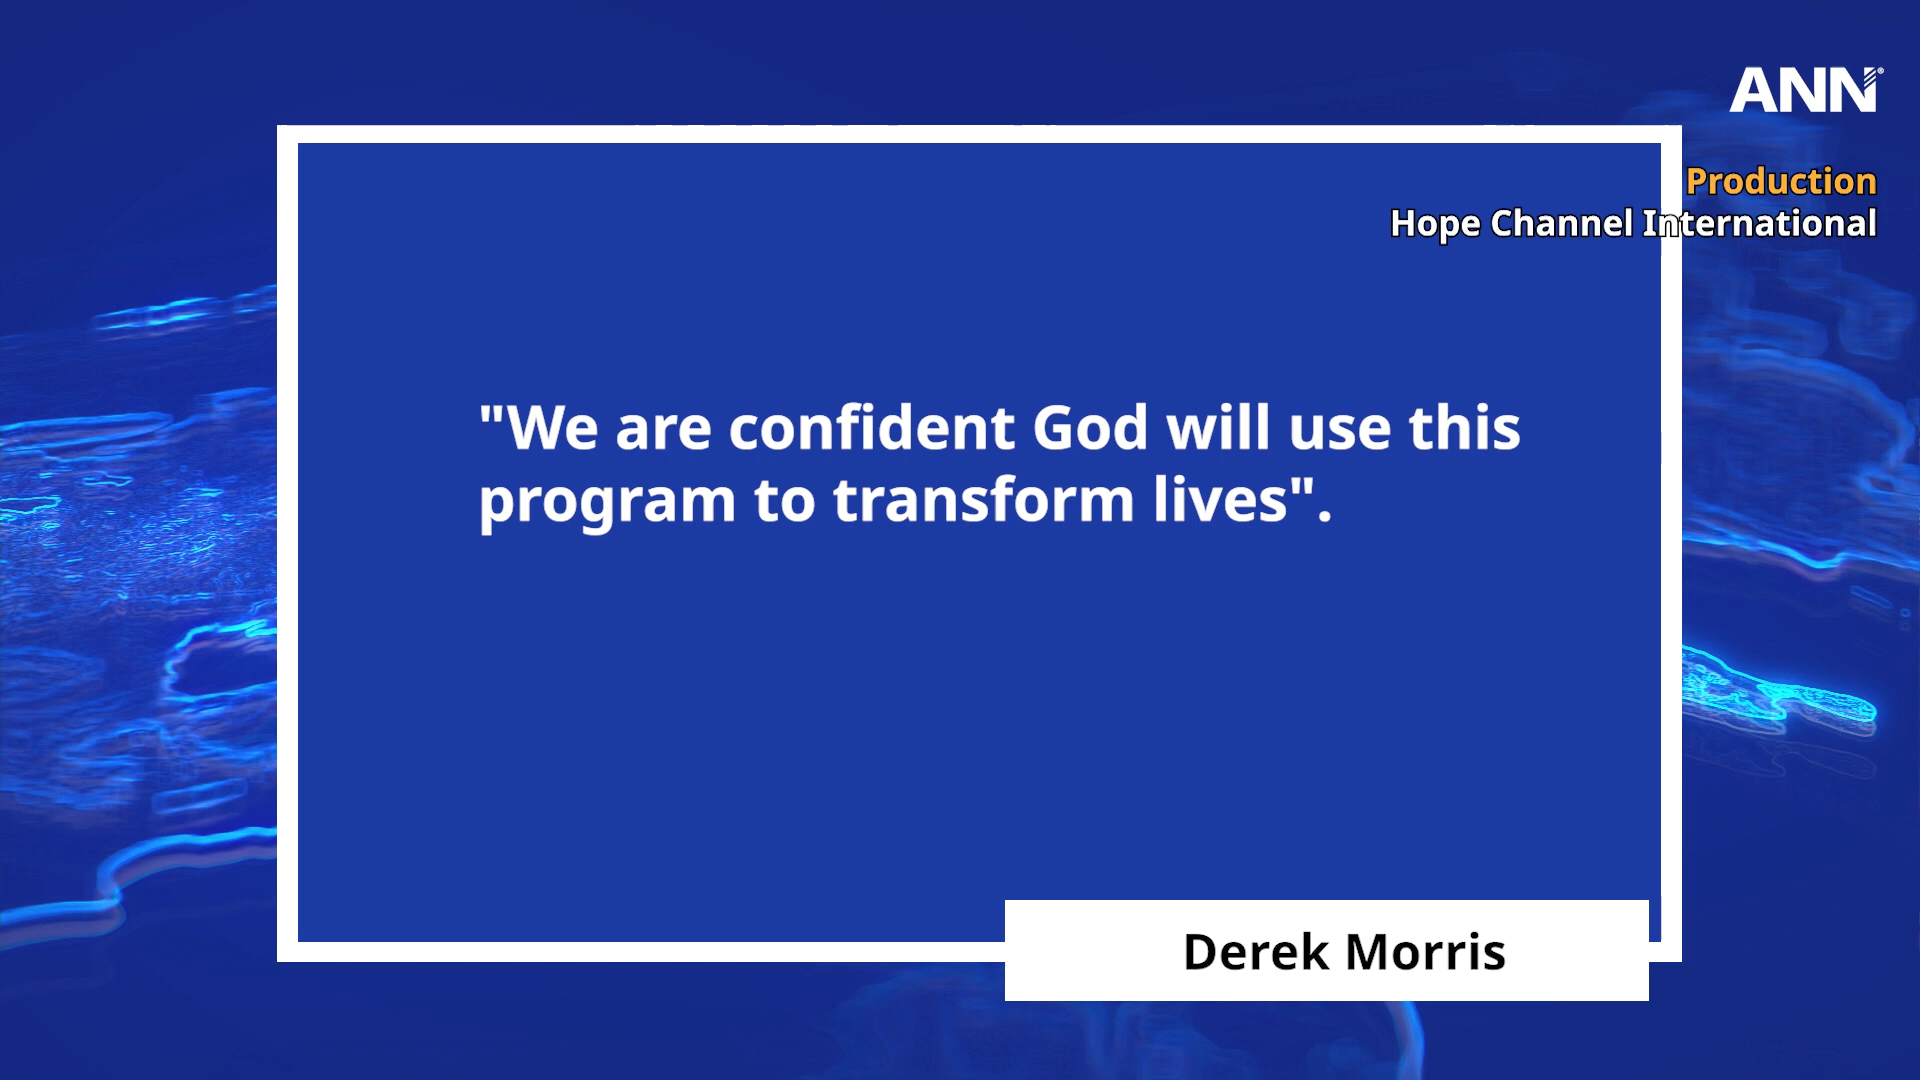 ANN®
Production
Hope Channel International
"We are confident God will use this
program to transform lives".
Derek Morris